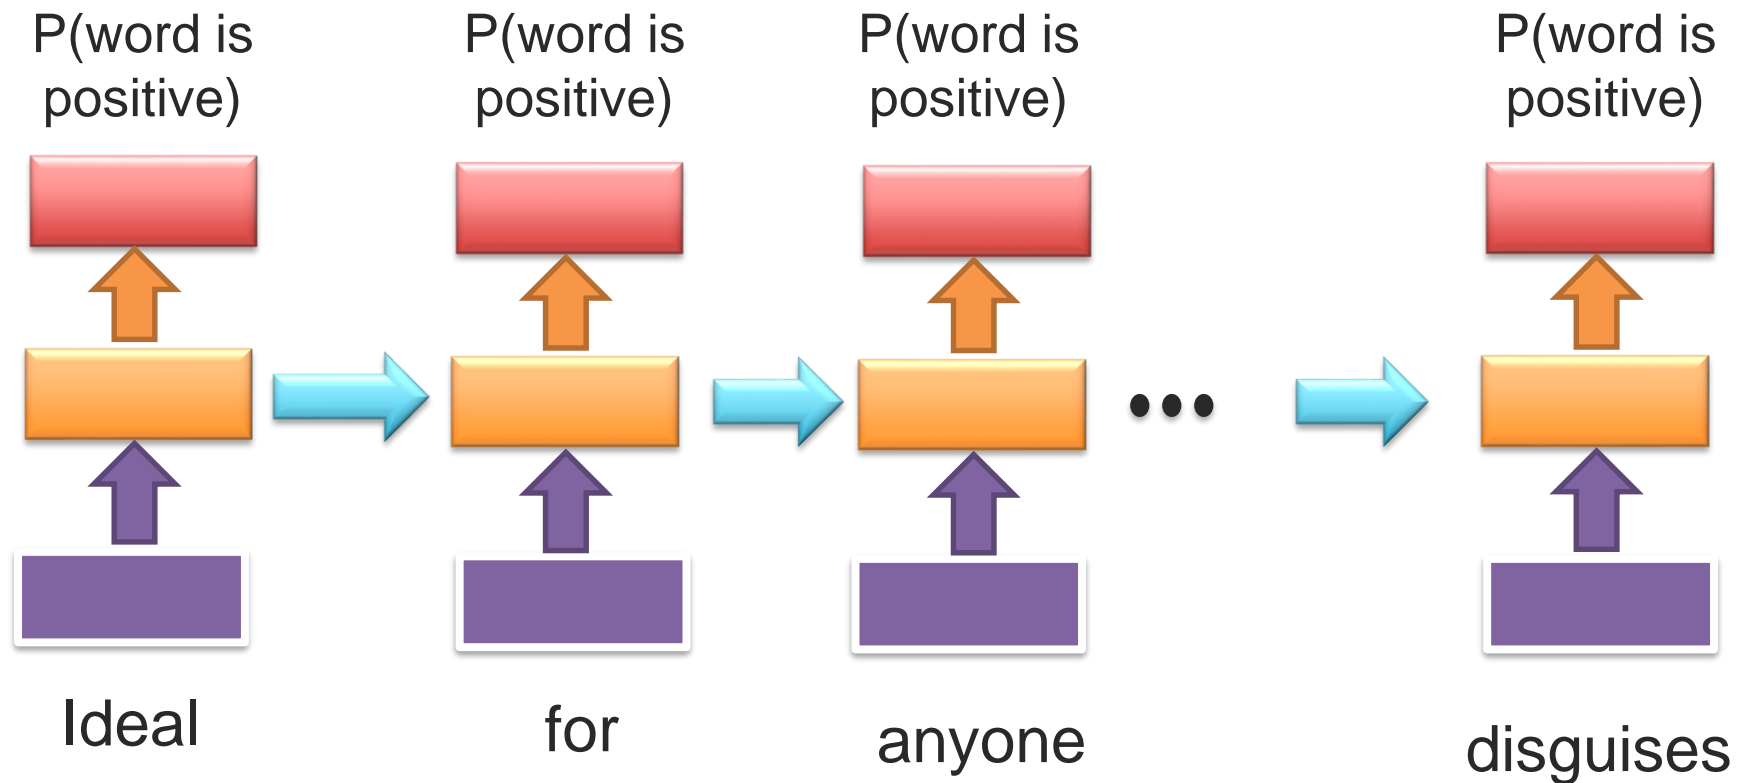 P(word is
positive)
P(word is
positive)
P(word is
positive)
P(word is
positive)
•••
Ideal
for
anyone
disguises